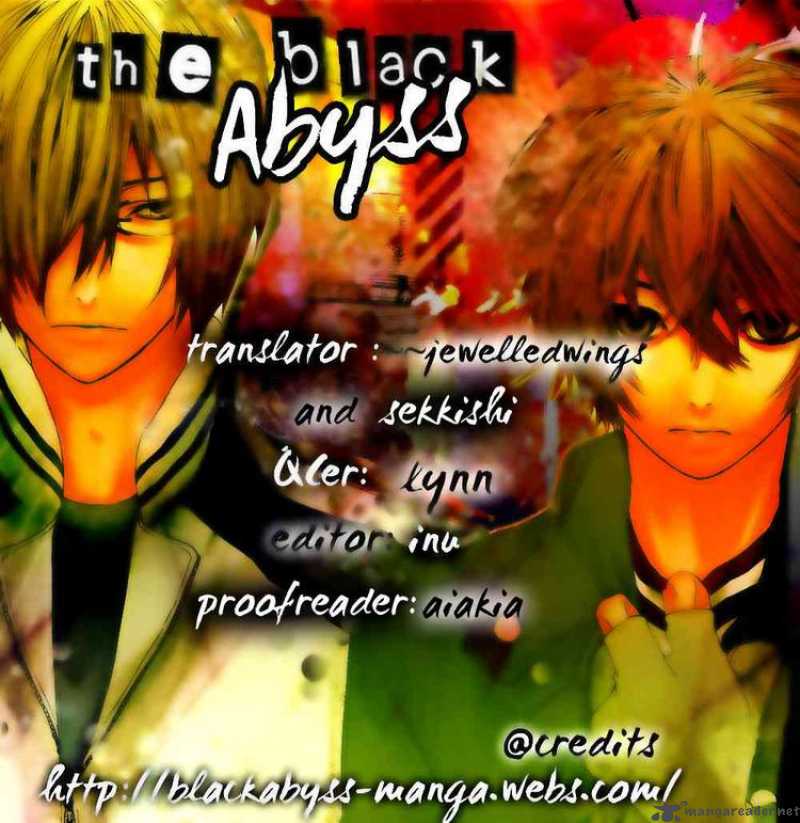 the black
Abyss
translator : ~jewelledwings
and sekkishi
QCer: lynn
editor: inu
proofreader: aiakia
@credits
http://blackabyss-manga.webs.com/
mangareader.net